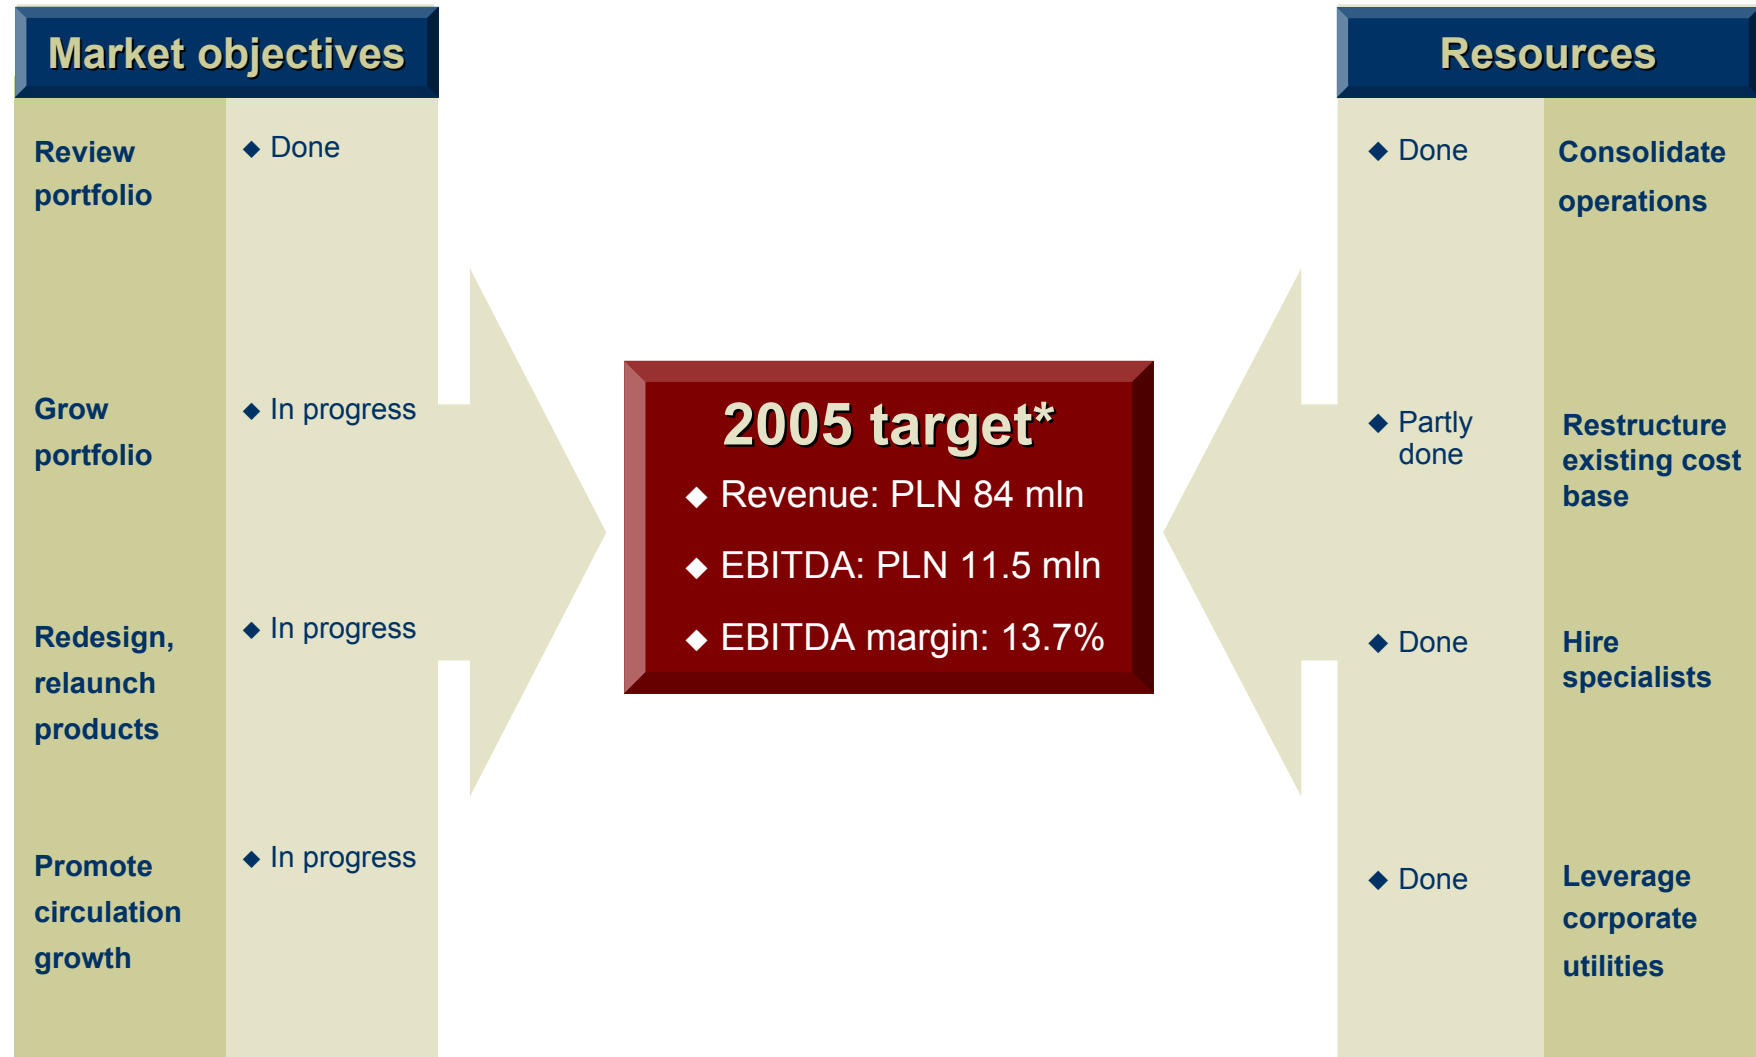 Market objectives
Review
portfolio
◆ Done
Grow
portfolio
◆ In progress
Redesign,
relaunch
products
◆ In progress
Promote
circulation
growth
◆ In progress
2005 target*
◆ Revenue: PLN 84 mln
◆ EBITDA: PLN 11.5 mln
◆ EBITDA margin: 13.7%
Resources
◆ Done
Consolidate
operations
◆ Partly
done
Restructure
existing cost
base
◆ Done
Hire
specialists
◆ Done
Leverage
corporate
utilities